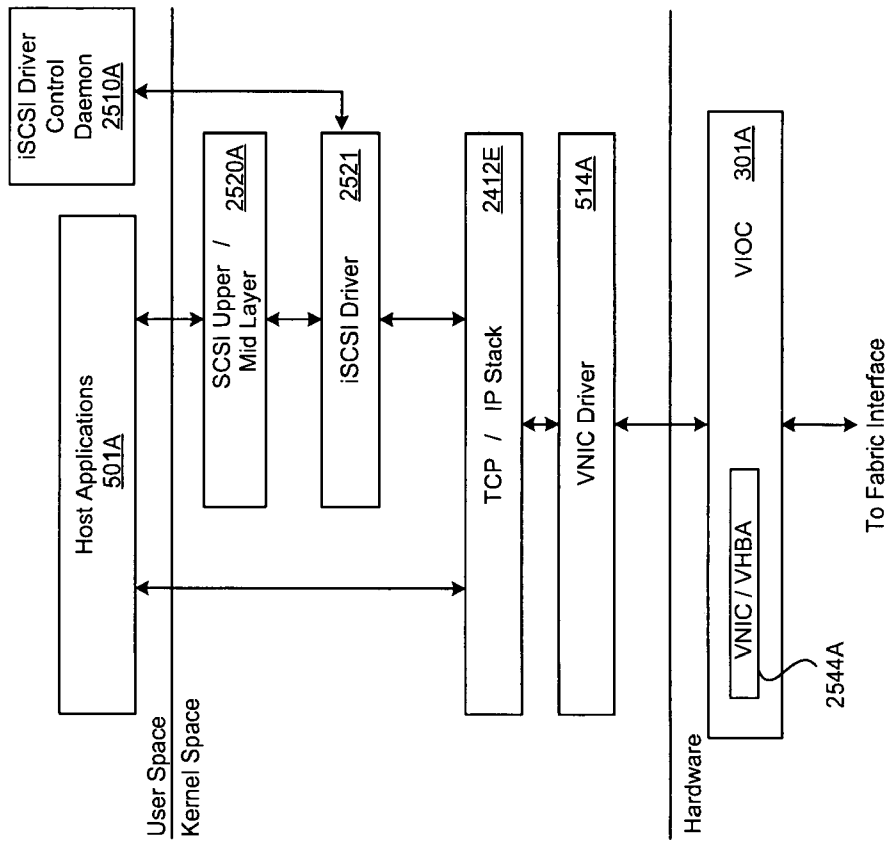 iSCSI Driver
Control
Daemon
2510A
Host Applications
501A
User Space
Kernel Space
SCSI Upper /
Mid Layer
2520A
iSCSI Driver
2521
TCP / IP Stack
2412E
VNIC Driver
514A
Hardware
VIOC
301A
VNIC / VHBA
2544A
To Fabric Interface